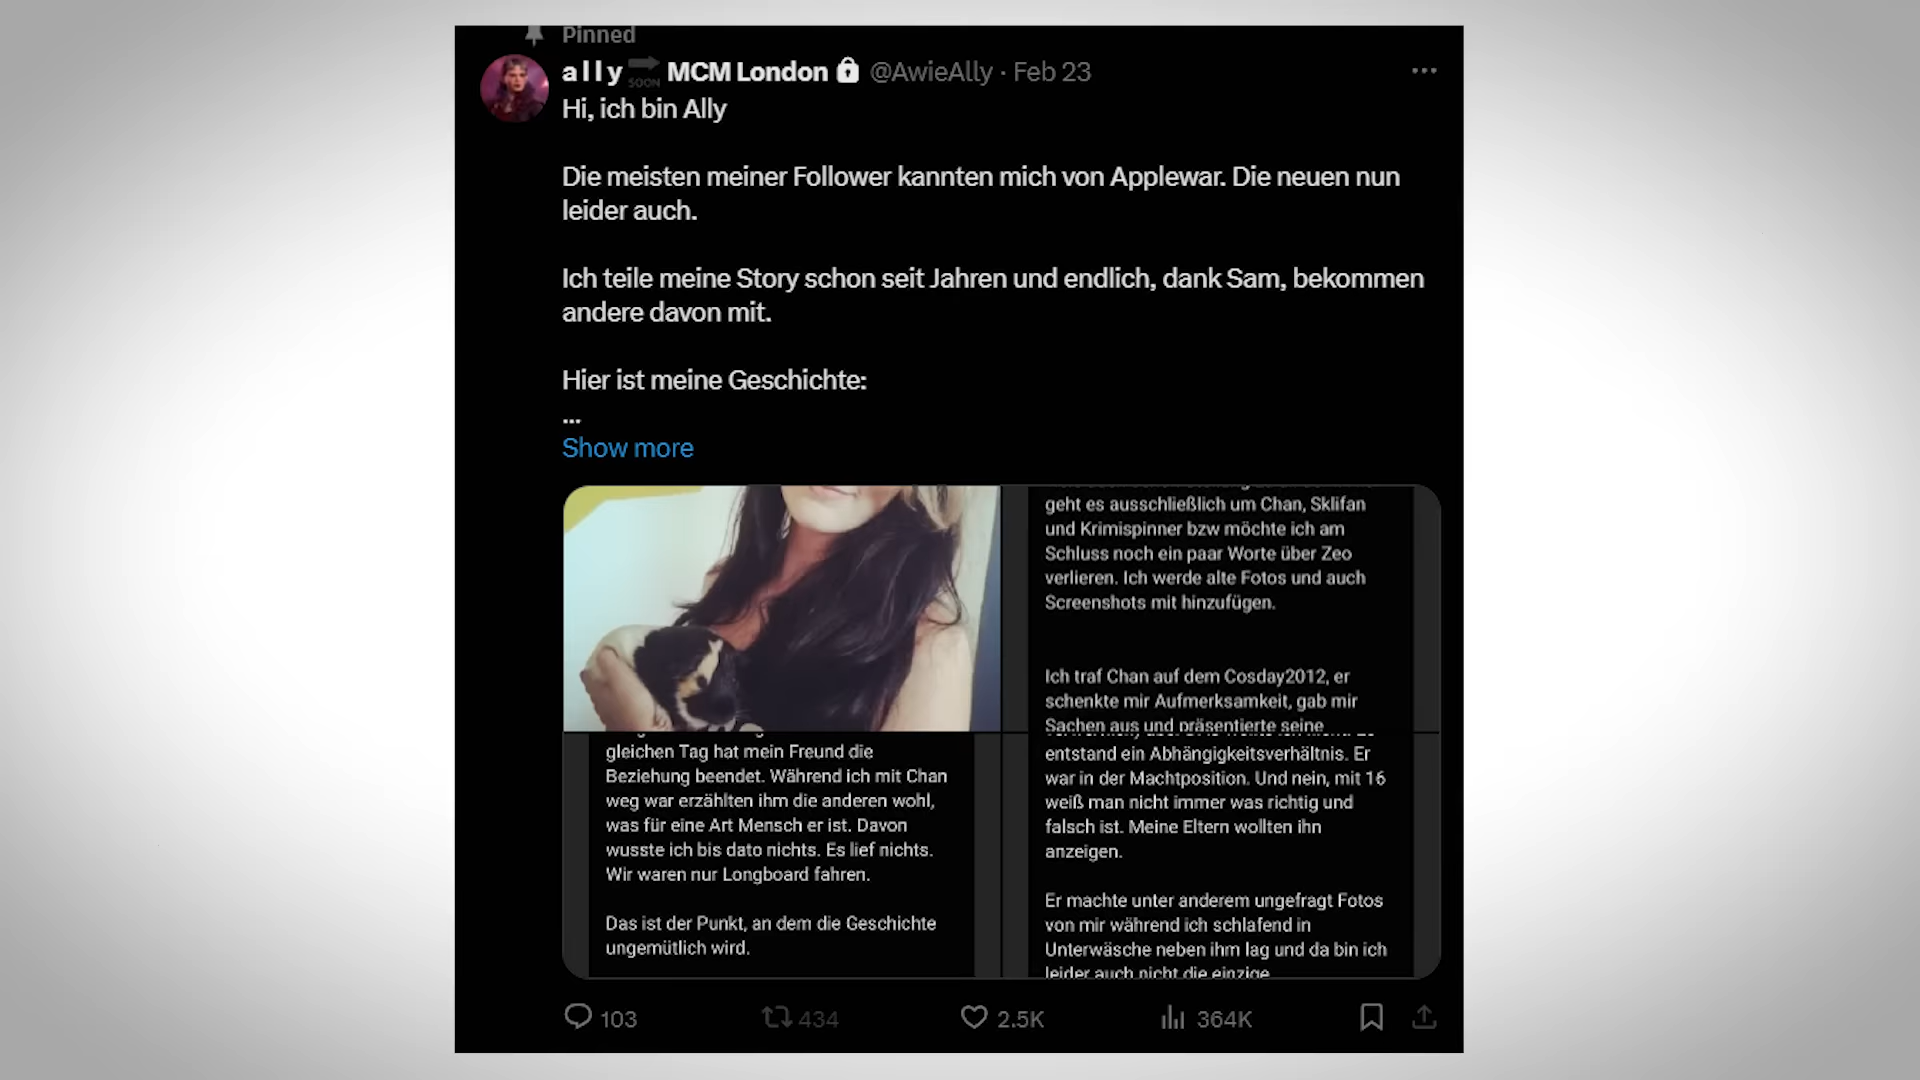 Pinned
ally SOON MCM London @AwieAlly · Feb 23
Hi, ich bin Ally
Die meisten meiner Follower kannten mich von Applewar. Die neuen nun
leider auch.
Ich teile meine Story schon seit Jahren und endlich, dank Sam, bekommen
andere davon mit.
Hier ist meine Geschichte:
...
Show more
geht es ausschließlich um Chan, Sklifan
und Krimispinner bzw möchte ich am
Schluss noch ein paar Worte über Zeo
verlieren. Ich werde alte Fotos und auch
Screenshots mit hinzufügen.
Ich traf Chan auf dem Cosday2012, er
schenkte mir Aufmerksamkeit, gab mir
Sachen aus und präsentierte seine
gleichen Tag hat mein Freund die
Beziehung beendet. Während ich mit Chan
weg war erzählten ihm die anderen wohl,
was für eine Art Mensch er ist. Davon
wusste ich bis dato nichts. Es lief nichts.
Wir waren nur Longboard fahren.
Das ist der Punkt, an dem die Geschichte
ungemütlich wird.
entstand ein Abhängigkeitsverhältnis. Er
war in der Machtposition. Und nein, mit 16
weiß man nicht immer was richtig und
falsch ist. Meine Eltern wollten ihn
anzeigen.
Er machte unter anderem ungefragt Fotos
von mir während ich schlafend in
Unterwäsche neben ihm lag und da bin ich
leider auch nicht die einzige
103 434 2.5K 364K